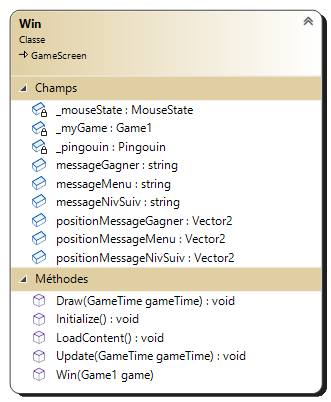 Win
Classe
GameScreen
Champs
_mouseState : MouseState
_myGame : Game1
_pingouin : Pingouin
messageGagner : string
messageMenu : string
messageNivSuiv : string
positionMessageGagner : Vector2
positionMessageMenu : Vector2
positionMessageNivSuiv : Vector2
Méthodes
Draw(GameTime gameTime) : void
Initialize() : void
LoadContent() : void
Update(GameTime gameTime) : void
Win(Game1 game)